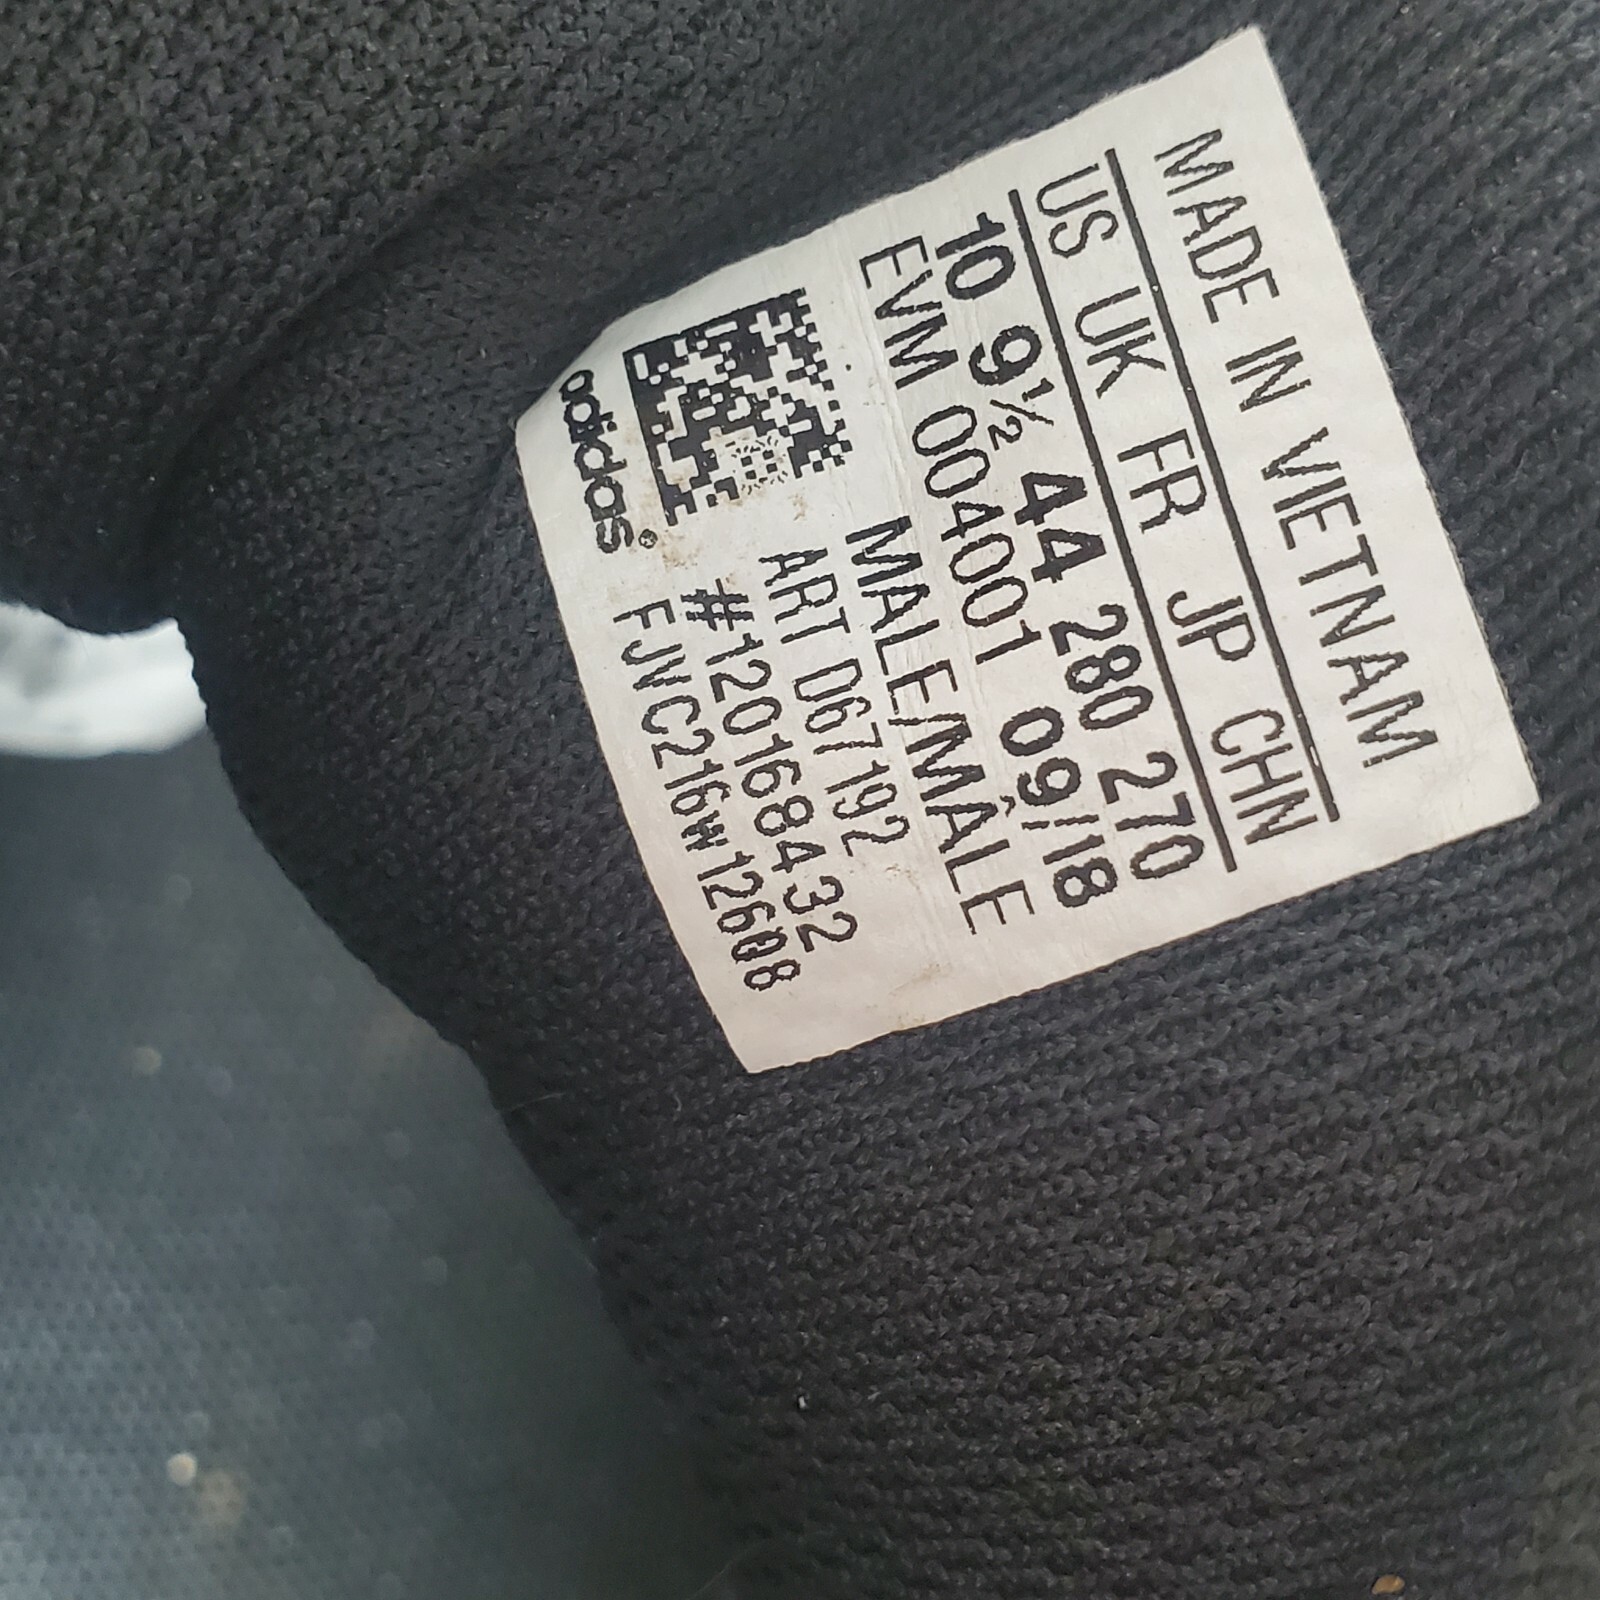 MADE IN VIETNAM
US UK FR JP CHN
10 9½ 44 280 270
EVM 004001 09/18
MALE/MÂLE
ART D67192
#1201684432
FJVC216W12608
adidas®